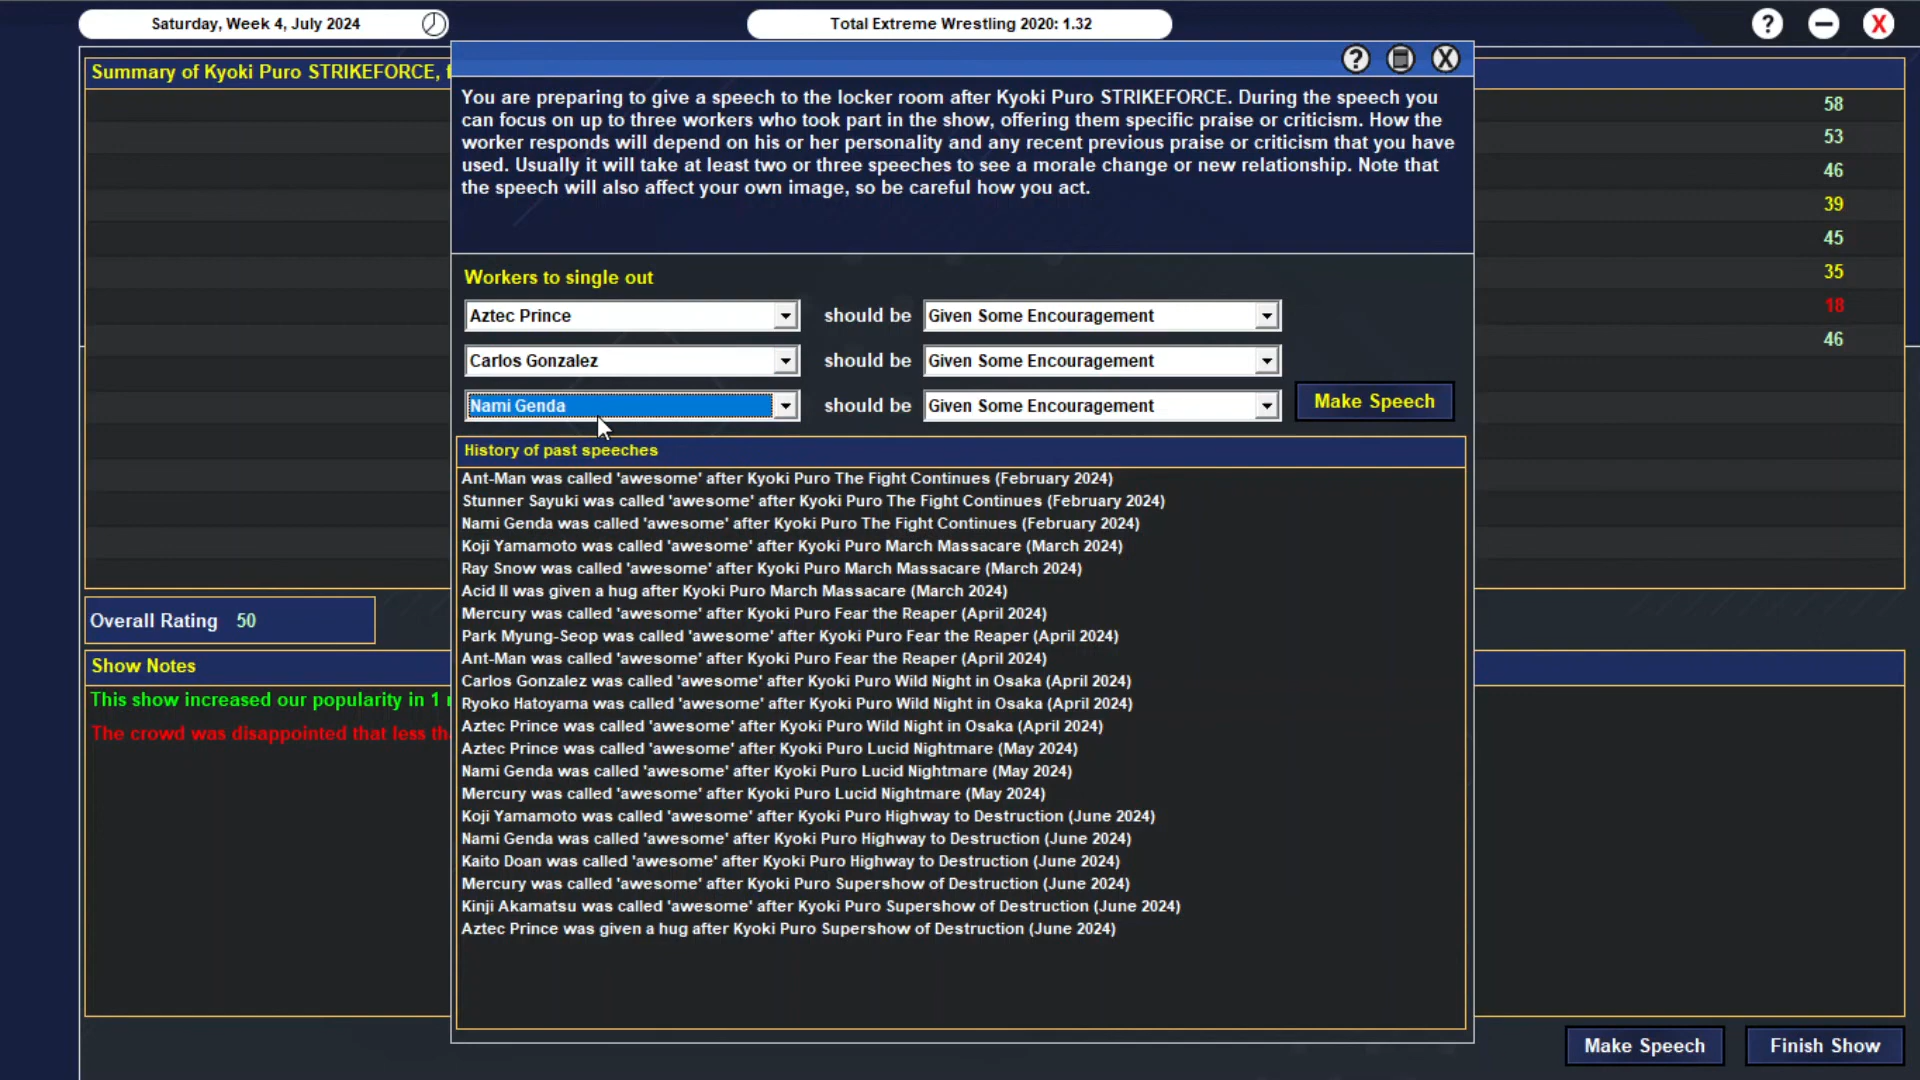 Saturday, Week 4, July 2024
Total Extreme Wrestling 2020: 1.32
?
X
Summary of Kyoki Puro STRIKEFORCE,
?
X
You are preparing to give a speech to the locker room after Kyoki Puro STRIKEFORCE. During the speech you
can focus on up to three workers who took part in the show, offering them specific praise or criticism. How the
worker responds will depend on his or her personality and any recent previous praise or criticism that you have
used. Usually it will take at least two or three speeches to see a morale change or new relationship. Note that
the speech will also affect your own image, so be careful how you act.
58
53
46
39
45
35
18
46
Workers to single out
Aztec Prince should be Given Some Encouragement
Carlos Gonzalez should be Given Some Encouragement
Nami Genda should be Given Some Encouragement
Make Speech
History of past speeches
Ant-Man was called 'awesome' after Kyoki Puro The Fight Continues (February 2024)
Stunner Sayuki was called 'awesome' after Kyoki Puro The Fight Continues (February 2024)
Nami Genda was called 'awesome' after Kyoki Puro The Fight Continues (February 2024)
Koji Yamamoto was called 'awesome' after Kyoki Puro March Massacare (March 2024)
Ray Snow was called 'awesome' after Kyoki Puro March Massacare (March 2024)
Acid II was given a hug after Kyoki Puro March Massacare (March 2024)
Mercury was called 'awesome' after Kyoki Puro Fear the Reaper (April 2024)
Park Myung-Seop was called 'awesome' after Kyoki Puro Fear the Reaper (April 2024)
Ant-Man was called 'awesome' after Kyoki Puro Fear the Reaper (April 2024)
Carlos Gonzalez was called 'awesome' after Kyoki Puro Wild Night in Osaka (April 2024)
Ryoko Hatoyama was called 'awesome' after Kyoki Puro Wild Night in Osaka (April 2024)
Aztec Prince was called 'awesome' after Kyoki Puro Wild Night in Osaka (April 2024)
Aztec Prince was called 'awesome' after Kyoki Puro Lucid Nightmare (May 2024)
Nami Genda was called 'awesome' after Kyoki Puro Lucid Nightmare (May 2024)
Mercury was called 'awesome' after Kyoki Puro Lucid Nightmare (May 2024)
Koji Yamamoto was called 'awesome' after Kyoki Puro Highway to Destruction (June 2024)
Nami Genda was called 'awesome' after Kyoki Puro Highway to Destruction (June 2024)
Kaito Doan was called 'awesome' after Kyoki Puro Highway to Destruction (June 2024)
Mercury was called 'awesome' after Kyoki Puro Supershow of Destruction (June 2024)
Kinji Akamatsu was called 'awesome' after Kyoki Puro Supershow of Destruction (June 2024)
Aztec Prince was given a hug after Kyoki Puro Supershow of Destruction (June 2024)
Overall Rating 50
Show Notes
This show increased our popularity in 1
The crowd was disappointed that less
Make Speech
Finish Show